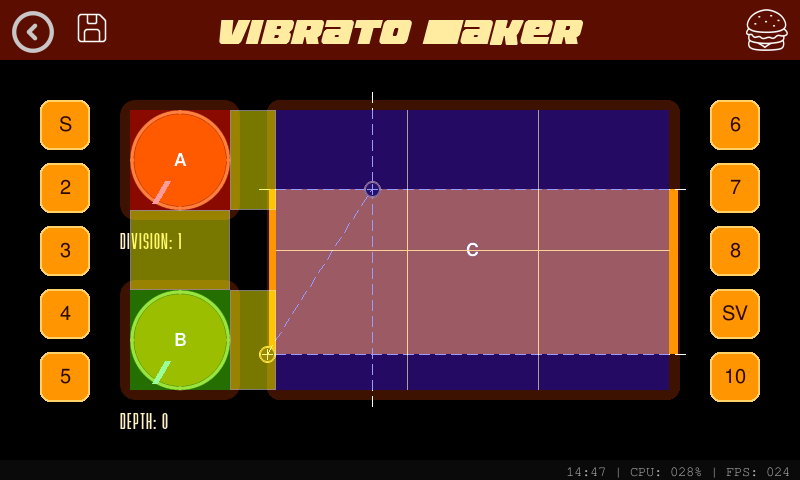 VIBRATO MAKER
S
2
3
4
5
A
DIVISION: 1
B
DEPTH: 0
C
6
7
8
SV
10
14:47 | CPU: 028% | FPS: 024